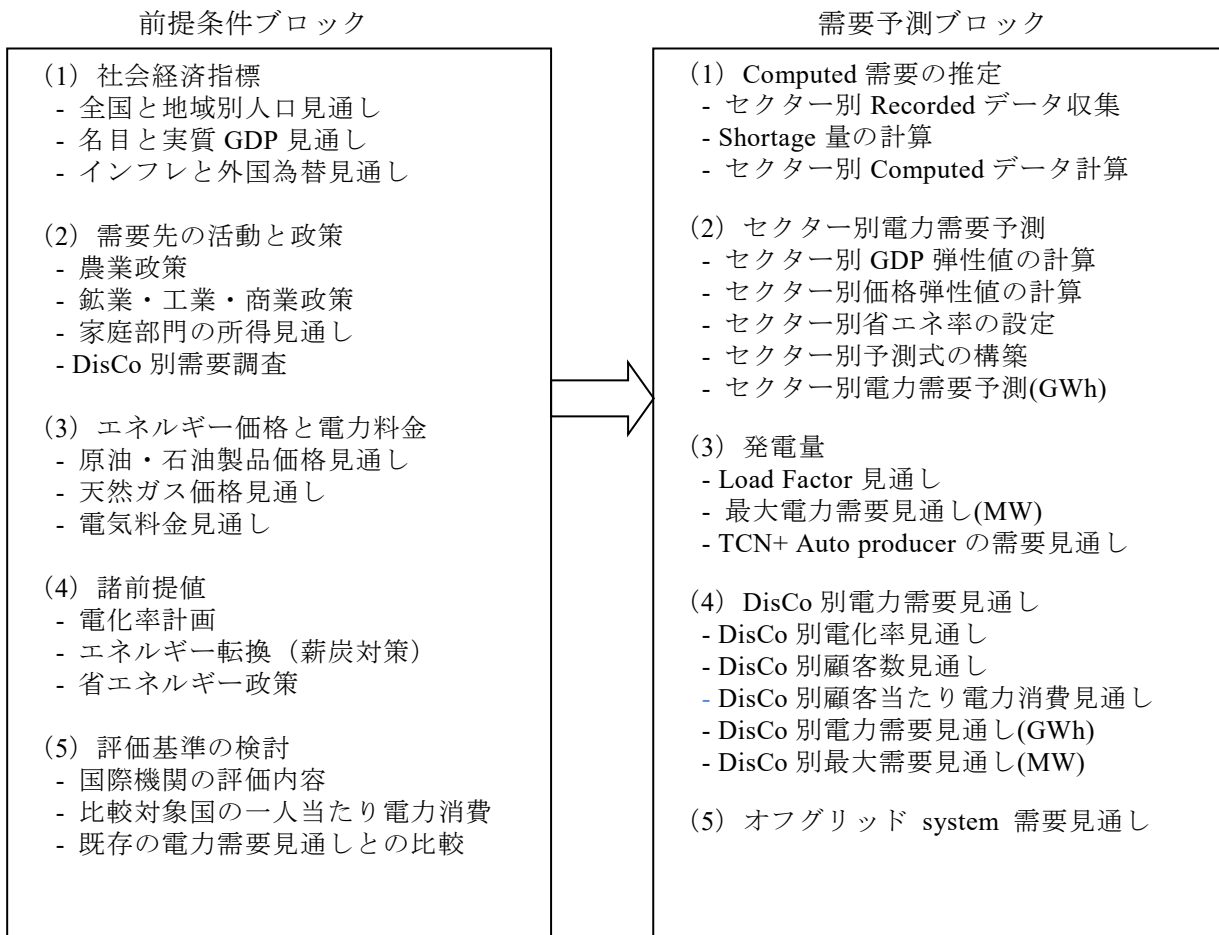 前提条件ブロック
(1) 社会経済指標
- 全国と地域別人口見通し
- 名目と実質 GDP 見通し
- インフレと外国為替見通し
(2) 需要先の活動と政策
- 農業政策
- 鉱業・工業・商業政策
- 家庭部門の所得見通し
- DisCo 別需要調査
(3) エネルギー価格と電力料金
- 原油・石油製品価格見通し
- 天然ガス価格見通し
- 電気料金見通し
(4) 諸前提値
- 電化率計画
- エネルギー転換（薪炭対策）
- 省エネルギー政策
(5) 評価基準の検討
- 国際機関の評価内容
- 比較対象国の一人当たり電力消費
- 既存の電力需要見通しとの比較
需要予測ブロック
(1) Computed 需要の推定
- セクター別 Recorded データ収集
- Shortage 量の計算
- セクター別 Computed データ計算
(2) セクター別電力需要予測
- セクター別 GDP 弾性値の計算
- セクター別価格弾性値の計算
- セクター別省エネ率の設定
- セクター別予測式の構築
- セクター別電力需要予測(GWh)
(3) 発電量
- Load Factor 見通し
- 最大電力需要見通し(MW)
- TCN+ Auto producer の需要見通し
(4) DisCo 別電力需要見通し
- DisCo 別電化率見通し
- DisCo 別顧客数見通し
- DisCo 別顧客当たり電力消費見通し
- DisCo 別電力需要見通し(GWh)
- DisCo 別最大需要見通し(MW)
(5) オフグリッド system 需要見通し